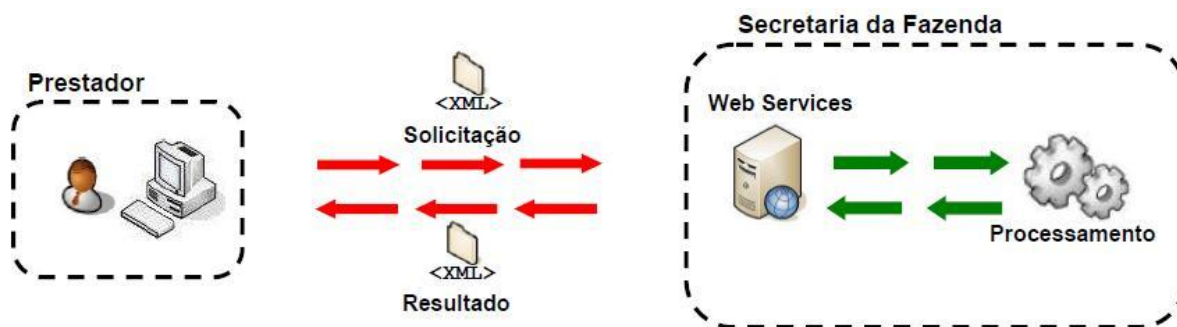 Secretaria da Fazenda
Prestador
<XML>
Solicitação
Web Services
Processamento
<XML>
Resultado